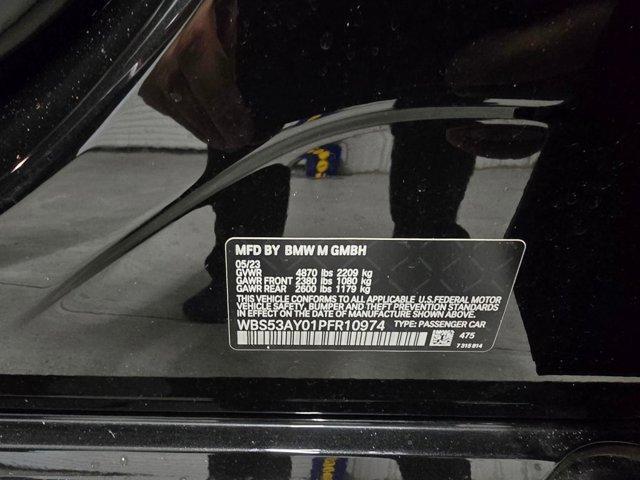 MFD BY BMW M GMBH
05/23
GVWR 4870 lbs 2209 kg
GAWR FRONT 2380 lbs 1080 kg
GAWR REAR 2600 lbs 1179 kg
THIS VEHICLE CONFORMS TO ALL APPLICABLE U.S.FEDERAL MOTOR
VEHICLE SAFETY, BUMPER AND THEFT PREVENTION STANDARDS
IN EFFECT ON THE DATE OF MANUFACTURE SHOWN ABOVE.
WBS53AY01PFR10974 TYPE: PASSENGER CAR
475
7 315 914